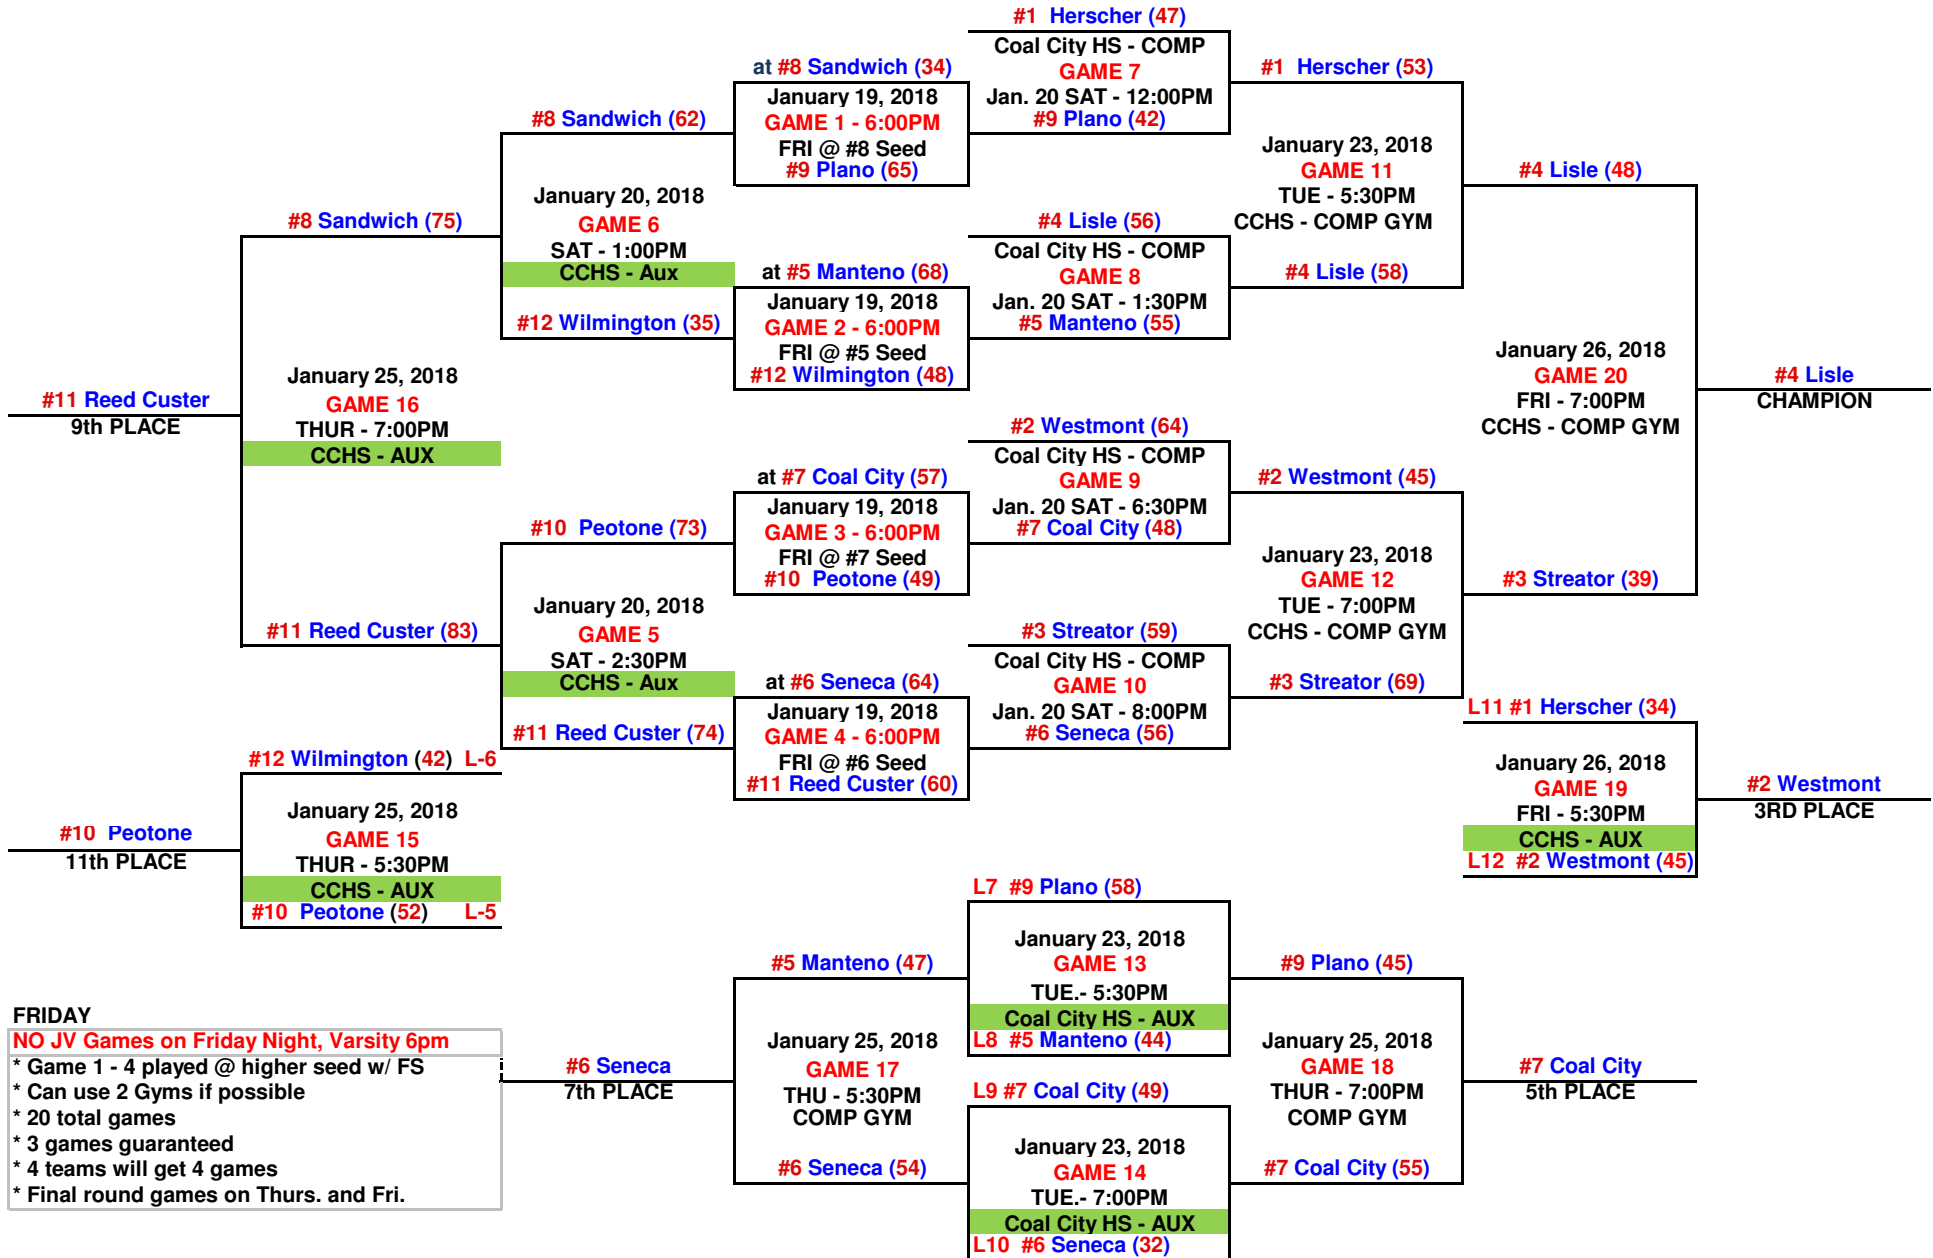 #1 Herscher (47)
Coal City HS - COMP
GAME 7
Jan. 20 SAT - 12:00PM
#9 Plano (42)
at #8 Sandwich (34)
January 19, 2018
GAME 1 - 6:00PM
FRI @ #8 Seed
#9 Plano (65)
#1 Herscher (53)
January 23, 2018
GAME 11
TUE - 5:30PM
CCHS - COMP GYM
#4 Lisle (58)
#8 Sandwich (62)
January 20, 2018
GAME 6
SAT - 1:00PM
CCHS - Aux
#12 Wilmington (35)
#4 Lisle (56)
Coal City HS - COMP
GAME 8
Jan. 20 SAT - 1:30PM
#5 Manteno (55)
at #5 Manteno (68)
January 19, 2018
GAME 2 - 6:00PM
FRI @ #5 Seed
#12 Wilmington (48)
#4 Lisle (48)
January 26, 2018
GAME 20
FRI - 7:00PM
CCHS - COMP GYM
#3 Streator (39)
#4 Lisle
CHAMPION
#8 Sandwich (75)
January 25, 2018
GAME 16
THUR - 7:00PM
CCHS - AUX
#11 Reed Custer (83)
#11 Reed Custer
9th PLACE
#2 Westmont (64)
Coal City HS - COMP
GAME 9
Jan. 20 SAT - 6:30PM
#7 Coal City (48)
at #7 Coal City (57)
January 19, 2018
GAME 3 - 6:00PM
FRI @ #7 Seed
#10 Peotone (49)
#2 Westmont (45)
January 23, 2018
GAME 12
TUE - 7:00PM
CCHS - COMP GYM
#3 Streator (69)
#10 Peotone (73)
January 20, 2018
GAME 5
SAT - 2:30PM
CCHS - Aux
#11 Reed Custer (74)
#3 Streator (59)
Coal City HS - COMP
GAME 10
Jan. 20 SAT - 8:00PM
#6 Seneca (56)
at #6 Seneca (64)
January 19, 2018
GAME 4 - 6:00PM
FRI @ #6 Seed
#11 Reed Custer (60)
L11 #1 Herscher (34)
January 26, 2018
GAME 19
FRI - 5:30PM
CCHS - AUX
L12 #2 Westmont (45)
#2 Westmont
3RD PLACE
#12 Wilmington (42) L-6
January 25, 2018
GAME 15
THUR - 5:30PM
CCHS - AUX
#10 Peotone (52) L-5
#10 Peotone
11th PLACE
L7 #9 Plano (58)
January 23, 2018
GAME 13
TUE.- 5:30PM
Coal City HS - AUX
L8 #5 Manteno (44)
#5 Manteno (47)
January 25, 2018
GAME 17
THU - 5:30PM
COMP GYM
#6 Seneca (54)
#9 Plano (45)
January 25, 2018
GAME 18
THUR - 7:00PM
COMP GYM
#7 Coal City (55)
#6 Seneca
7th PLACE
#7 Coal City
5th PLACE
L9 #7 Coal City (49)
January 23, 2018
GAME 14
TUE.- 7:00PM
Coal City HS - AUX
L10 #6 Seneca (32)
FRIDAY
NO JV Games on Friday Night, Varsity 6pm
* Game 1 - 4 played @ higher seed w/ FS
* Can use 2 Gyms if possible
* 20 total games
* 3 games guaranteed
* 4 teams will get 4 games
* Final round games on Thurs. and Fri.